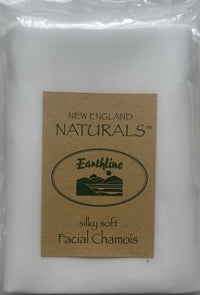 NEW ENGLAND
NATURALS™
Earthline
silky soft
Facial Chamois